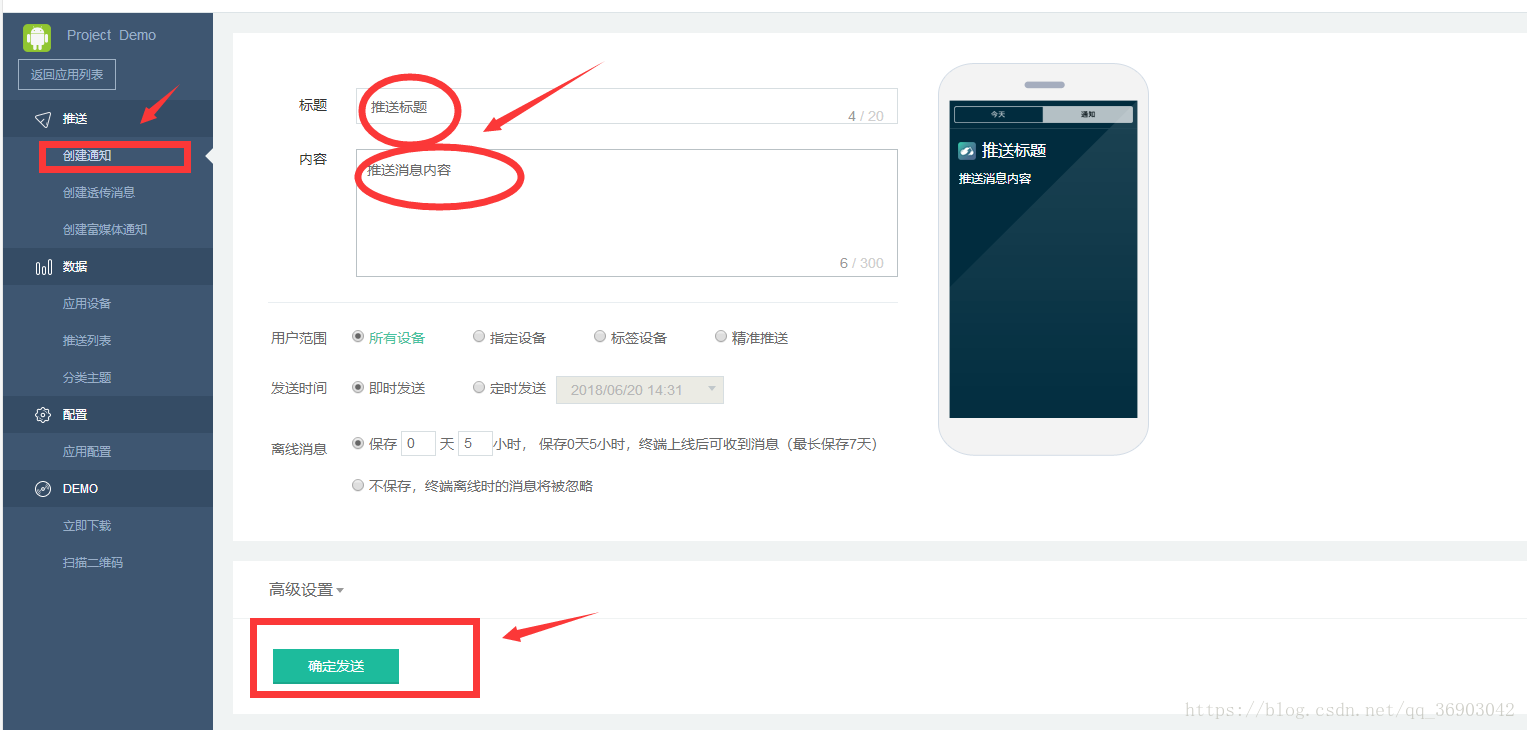 Project Demo
返回应用列表
推送
创建通知
创建透传消息
创建富媒体通知
数据
应用设备
推送列表
分类主题
配置
应用配置
DEMO
立即下载
扫描二维码
标题
推送标题
4 / 20
内容
推送消息内容
6 / 300
用户范围 所有设备 指定设备 标签设备 精准推送
发送时间 即时发送 定时发送 2018/06/20 14:31
离线消息 保存 0 天 5 小时， 保存0天5小时，终端上线后可收到消息（最长保存7天）
不保存，终端离线时的消息将被忽略
今天 通知
推送标题
推送消息内容
高级设置
确定发送
https://blog.csdn.net/qq_36903042